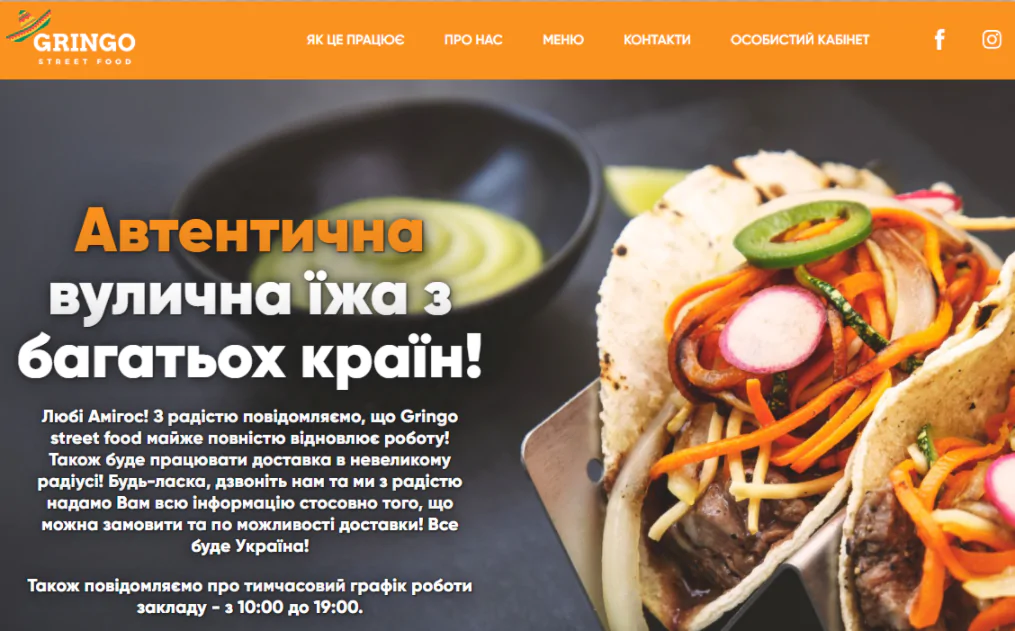 GRINGO
STREET FOOD
ЯК ЦЕ ПРАЦЮЄ
ПРО НАС
МЕНЮ
КОНТАКТИ
ОСОБИСТИЙ КАБІНЕТ
Автентична
вулична їжа з
багатьох країн!
Любі Амігос! З радістю повідомляємо, що Gringo
street food майже повністю відновлює роботу!
Також буде працювати доставка в невеликому
радіусі! Будь-ласка, дзвоніть нам та ми з радістю
надамо Вам всю інформацію стосовно того, що
можна замовити та по можливості доставки! Все
буде Україна!
Також повідомляємо про тимчасовий графік роботи
закладу - з 10:00 до 19:00.